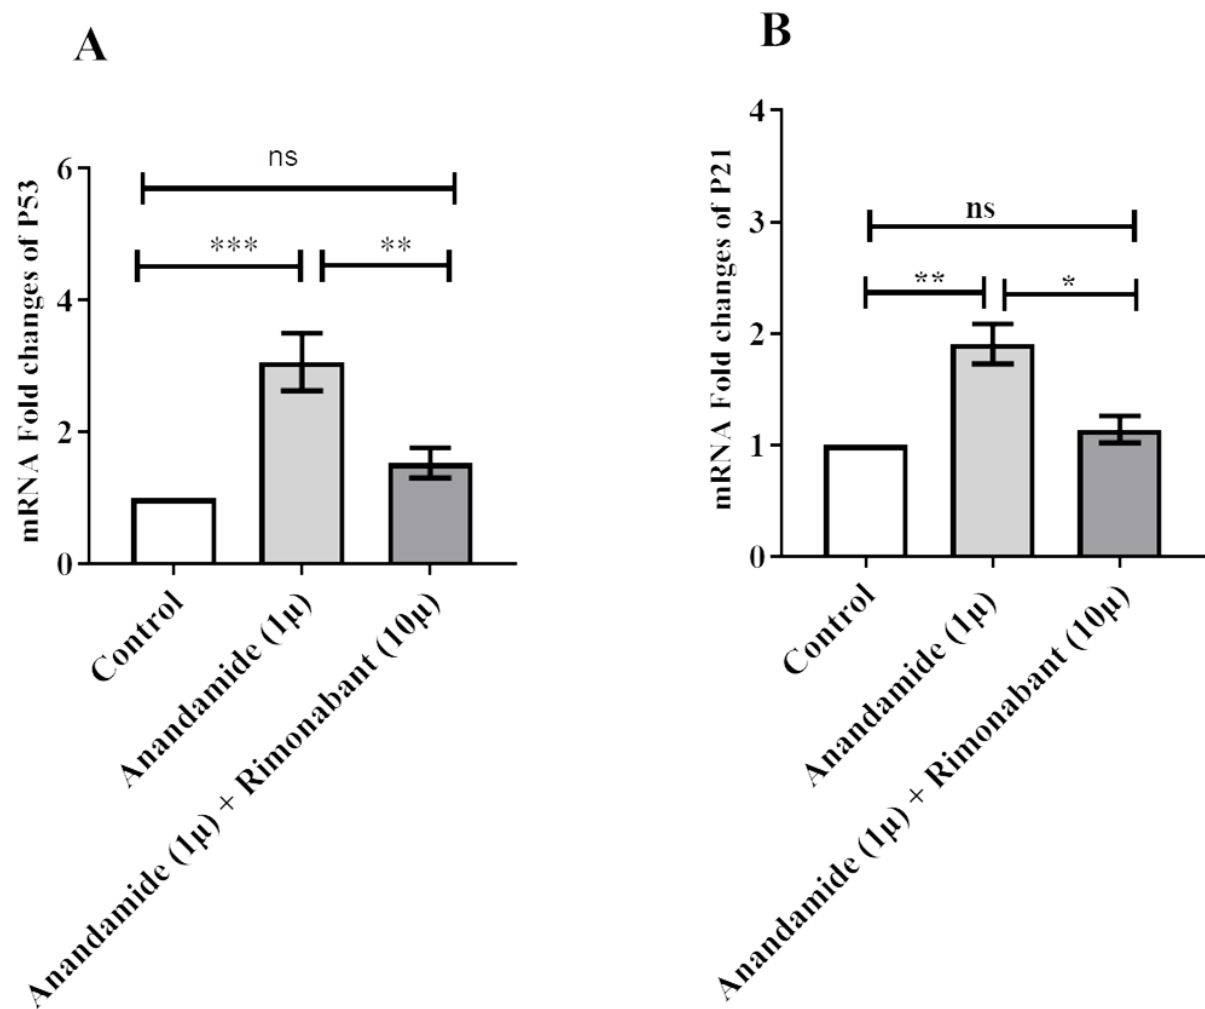 A
mRNA Fold changes of P53
6
4
2
0
ns
***
**
Control
Anandamide (1μ)
Anandamide (1μ) + Rimonabant (10μ)
B
mRNA Fold changes of P21
4
3
2
1
0
ns
**
*
Control
Anandamide (1μ)
Anandamide (1μ) + Rimonabant (10μ)